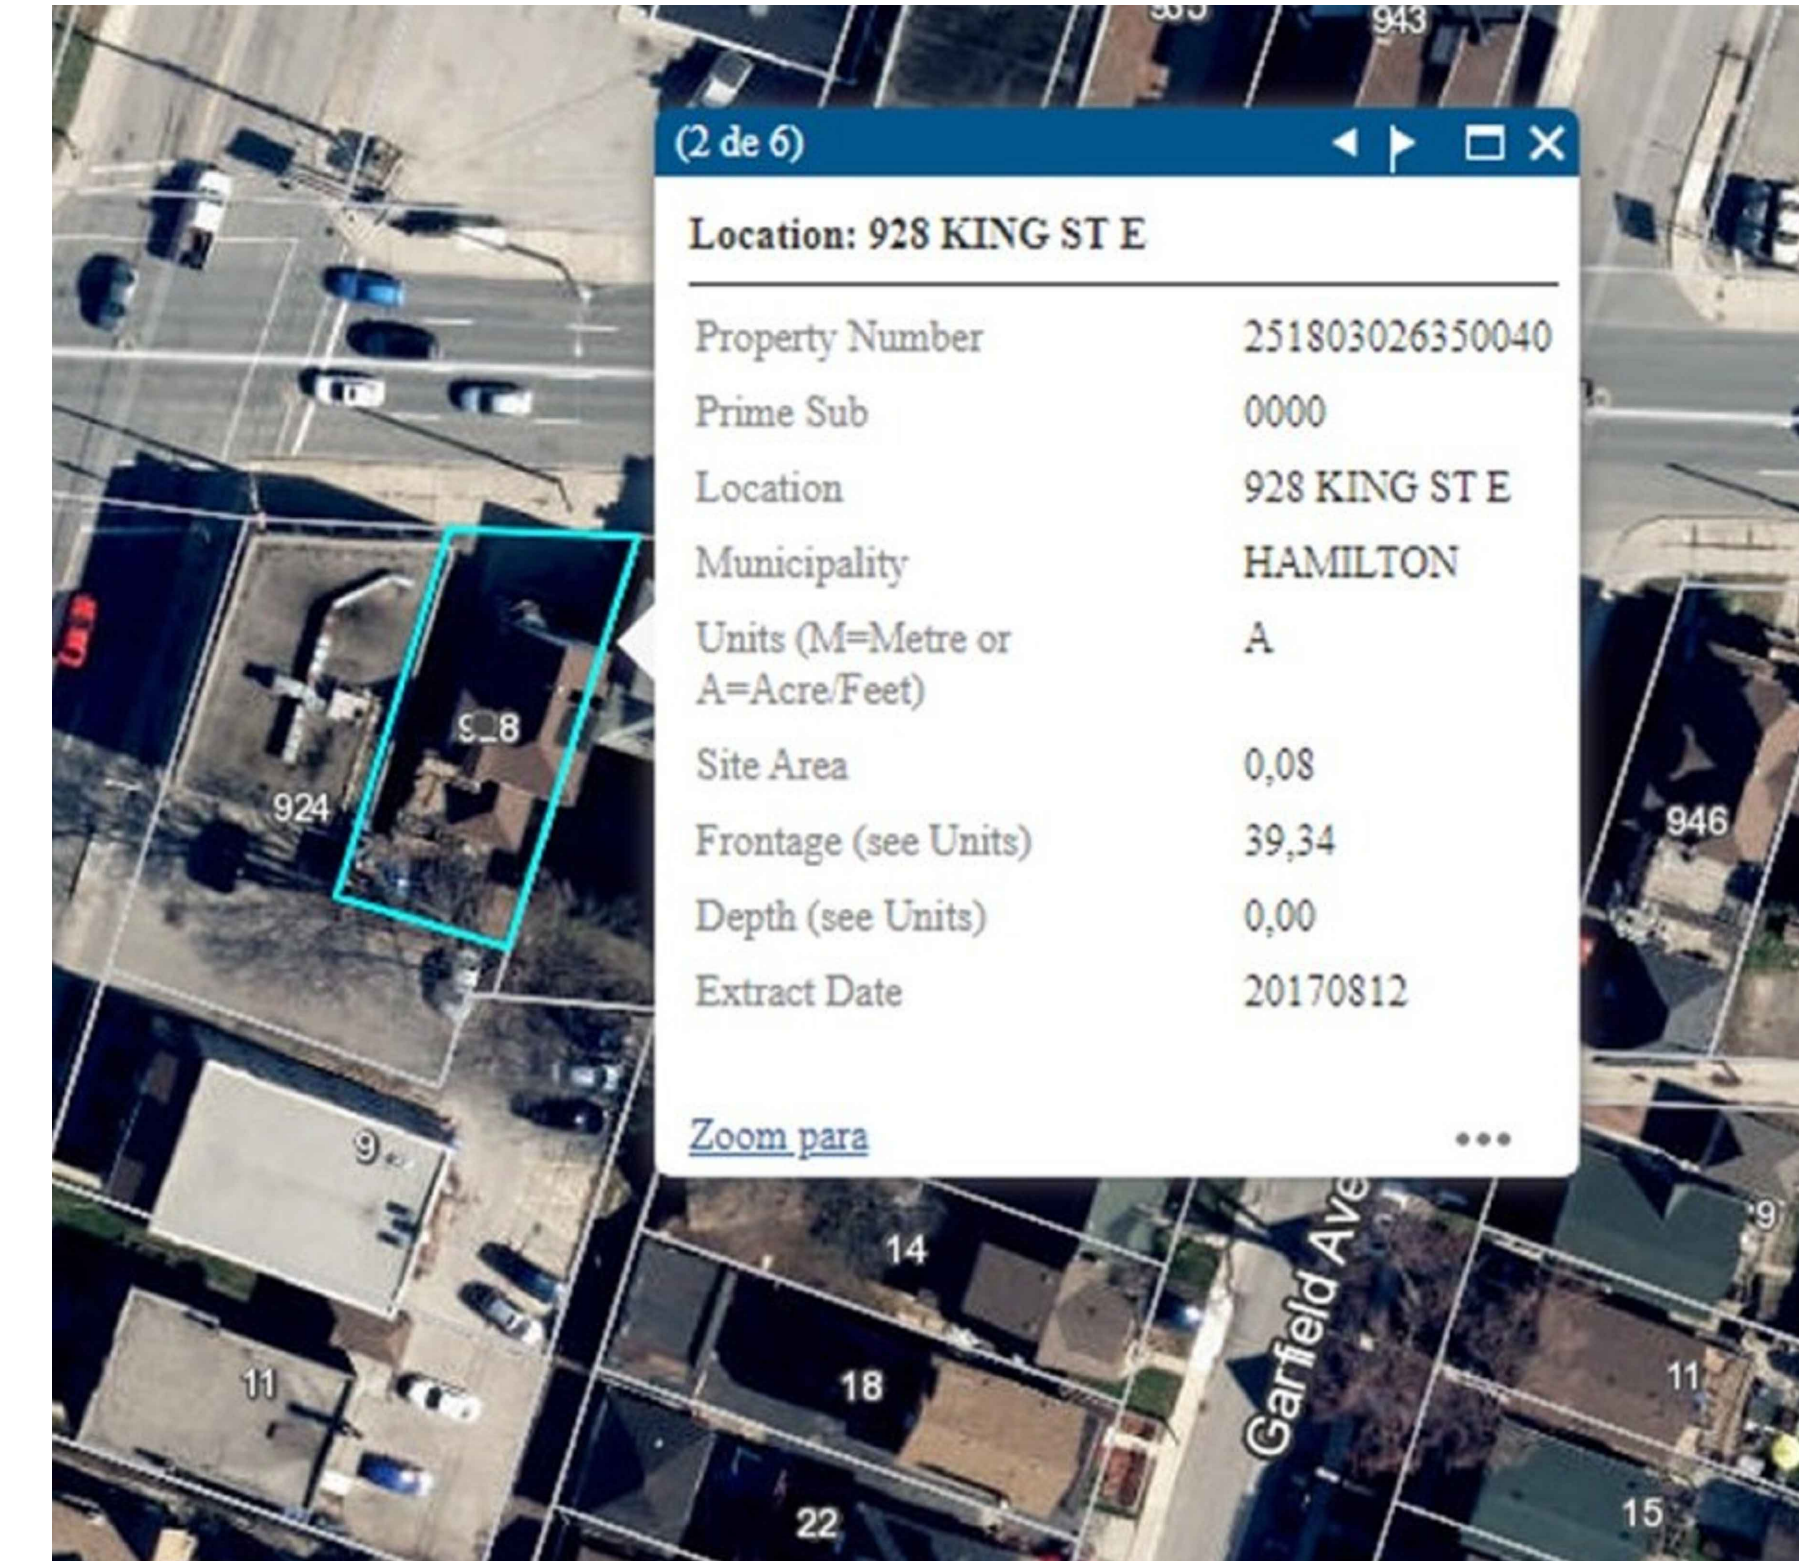 943
(2 de 6)
Location: 928 KING ST E
Property Number 251803026350040
Prime Sub 0000
Location 928 KING ST E
Municipality HAMILTON
Units (M=Metre or A
A=Acre/Feet)
Site Area 0,08
Frontage (see Units) 39,34
Depth (see Units) 0,00
Extract Date 20170812
Zoom para
924
946
9
14
Garfield Ave
18
11
11
22
15